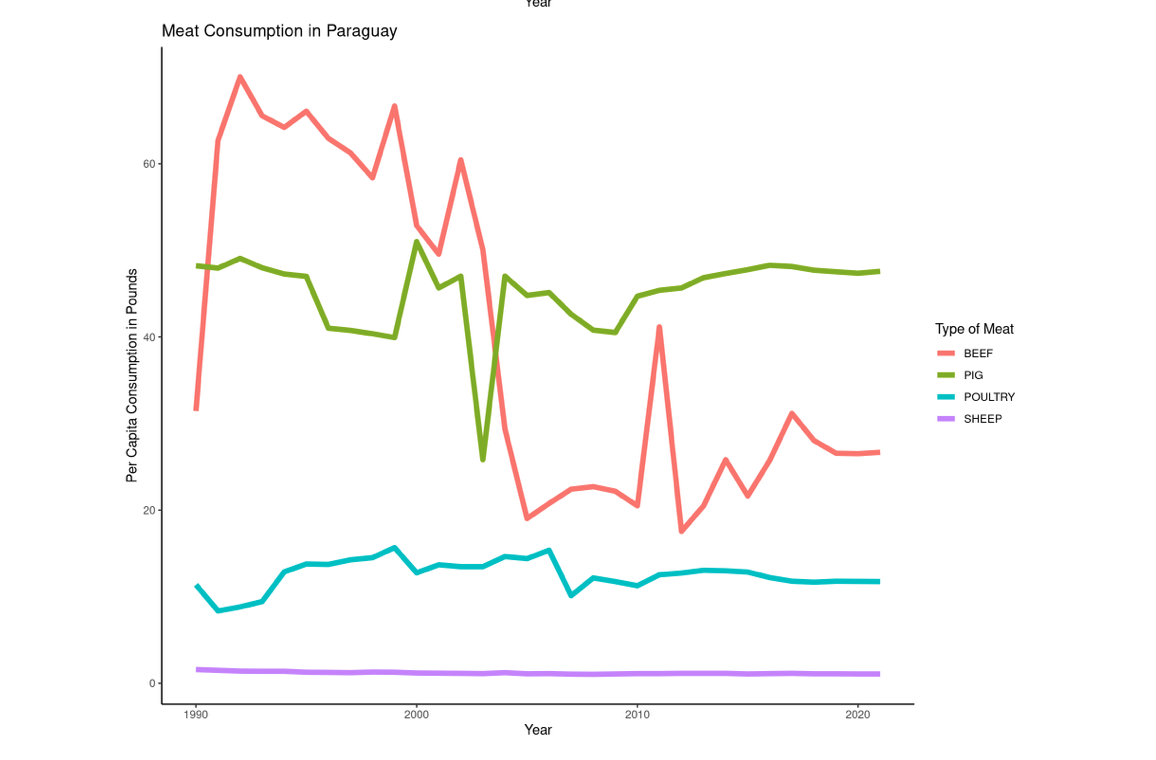 Year
Meat Consumption in Paraguay
Per Capita Consumption in Pounds
60
40
20
0
1990 2000 2010 2020
Year
Type of Meat
BEEF
PIG
POULTRY
SHEEP